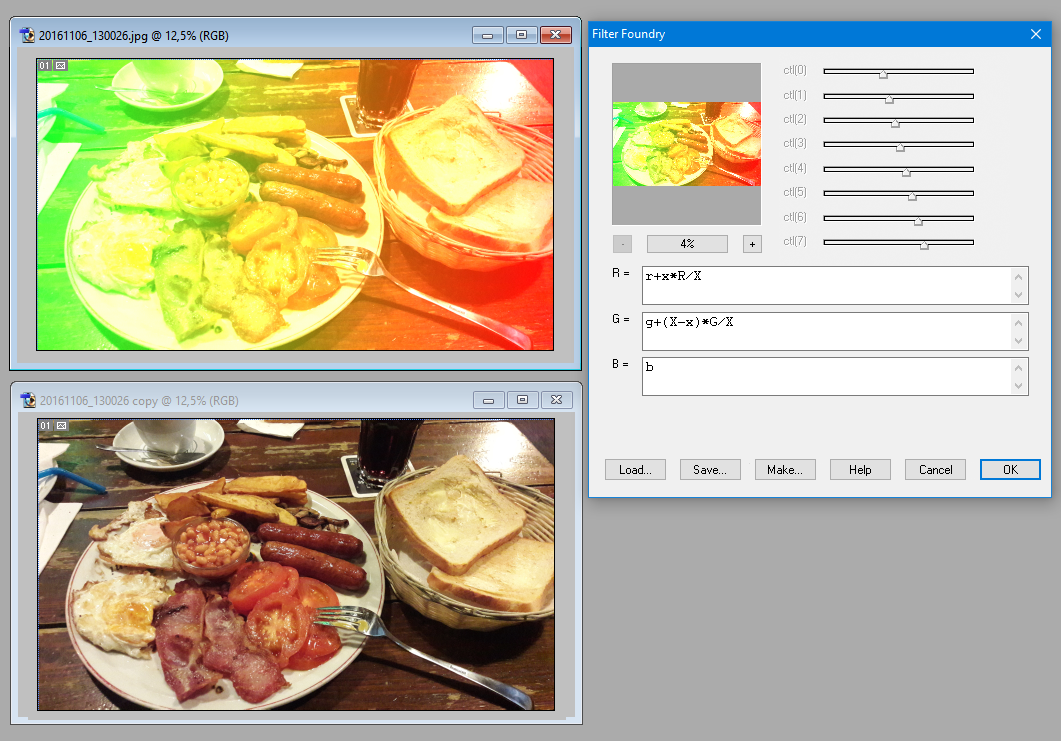 20161106_130026.jpg @ 12,5% (RGB)
01
20161106_130026 copy @ 12,5% (RGB)
01
Filter Foundry
ctl(0)
ctl(1)
ctl(2)
ctl(3)
ctl(4)
ctl(5)
ctl(6)
ctl(7)
- 4% +
R = r+x*R/X
G = g+(X-x)*G/X
B = b
Load... Save... Make... Help Cancel OK